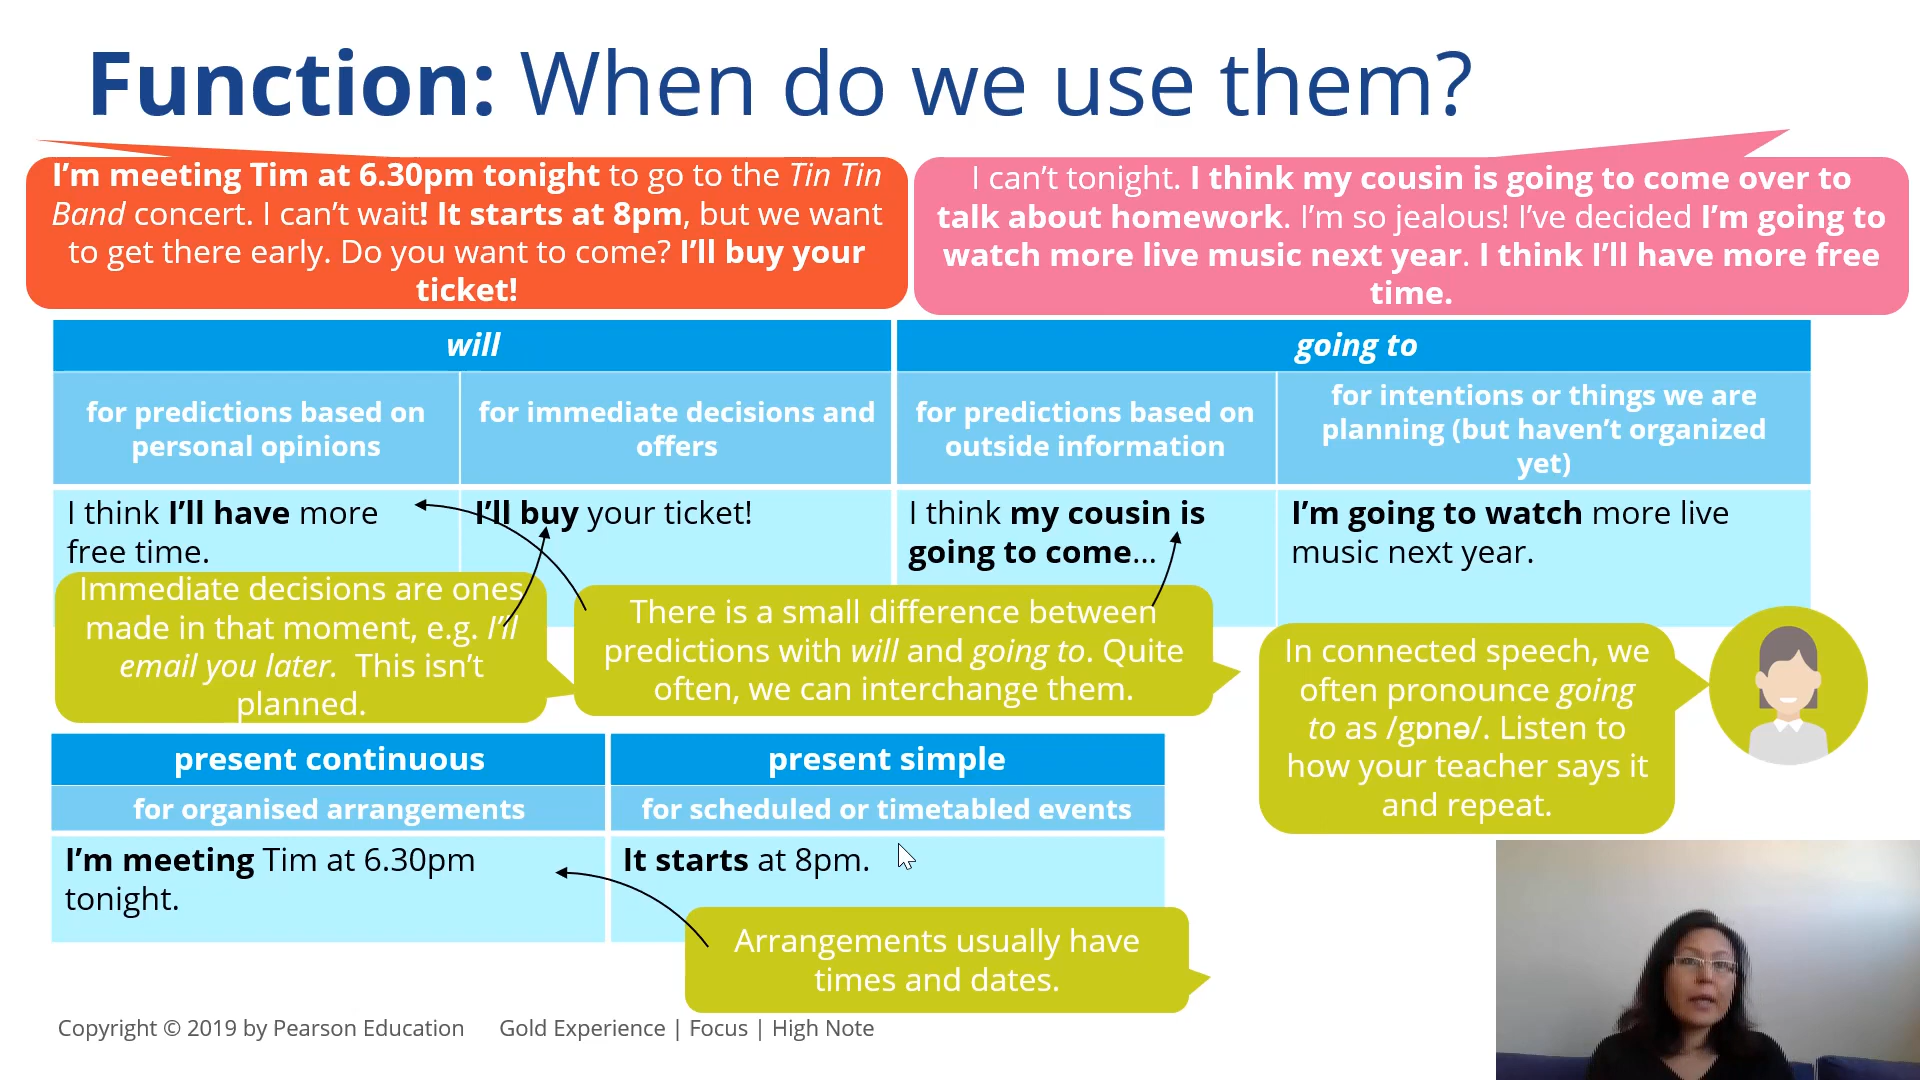 Function: When do we use them?
I’m meeting Tim at 6.30pm tonight to go to the Tin Tin
Band concert. I can’t wait! It starts at 8pm, but we want
to get there early. Do you want to come? I’ll buy your
ticket!
I can’t tonight. I think my cousin is going to come over to
talk about homework. I’m so jealous! I’ve decided I’m going to
watch more live music next year. I think I’ll have more free
time.
will
going to
for predictions based on
personal opinions
for immediate decisions and
offers
for predictions based on
outside information
for intentions or things we are
planning (but haven’t organized
yet)
I think I’ll have more
free time.
I’ll buy your ticket!
I think my cousin is
going to come...
I’m going to watch more live
music next year.
Immediate decisions are ones
made in that moment, e.g. I’ll
email you later. This isn’t
planned.
There is a small difference between
predictions with will and going to. Quite
often, we can interchange them.
In connected speech, we
often pronounce going
to as /gɒnə/. Listen to
how your teacher says it
and repeat.
present continuous
present simple
for organised arrangements
for scheduled or timetabled events
I’m meeting Tim at 6.30pm
tonight.
It starts at 8pm.
Arrangements usually have
times and dates.
Copyright © 2019 by Pearson Education
Gold Experience | Focus | High Note